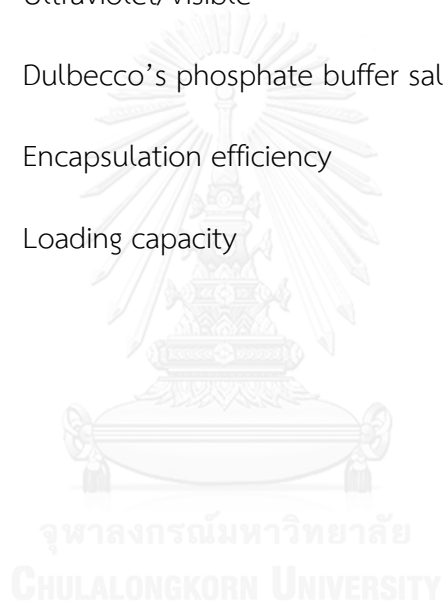 Ultraviolet/visible
Dulbecco’s phosphate buffer sal
Encapsulation efficiency
Loading capacity
จุฬาลงกรณ์มหาวิทยาลัย
CHULALONGKORN UNIVERSITY